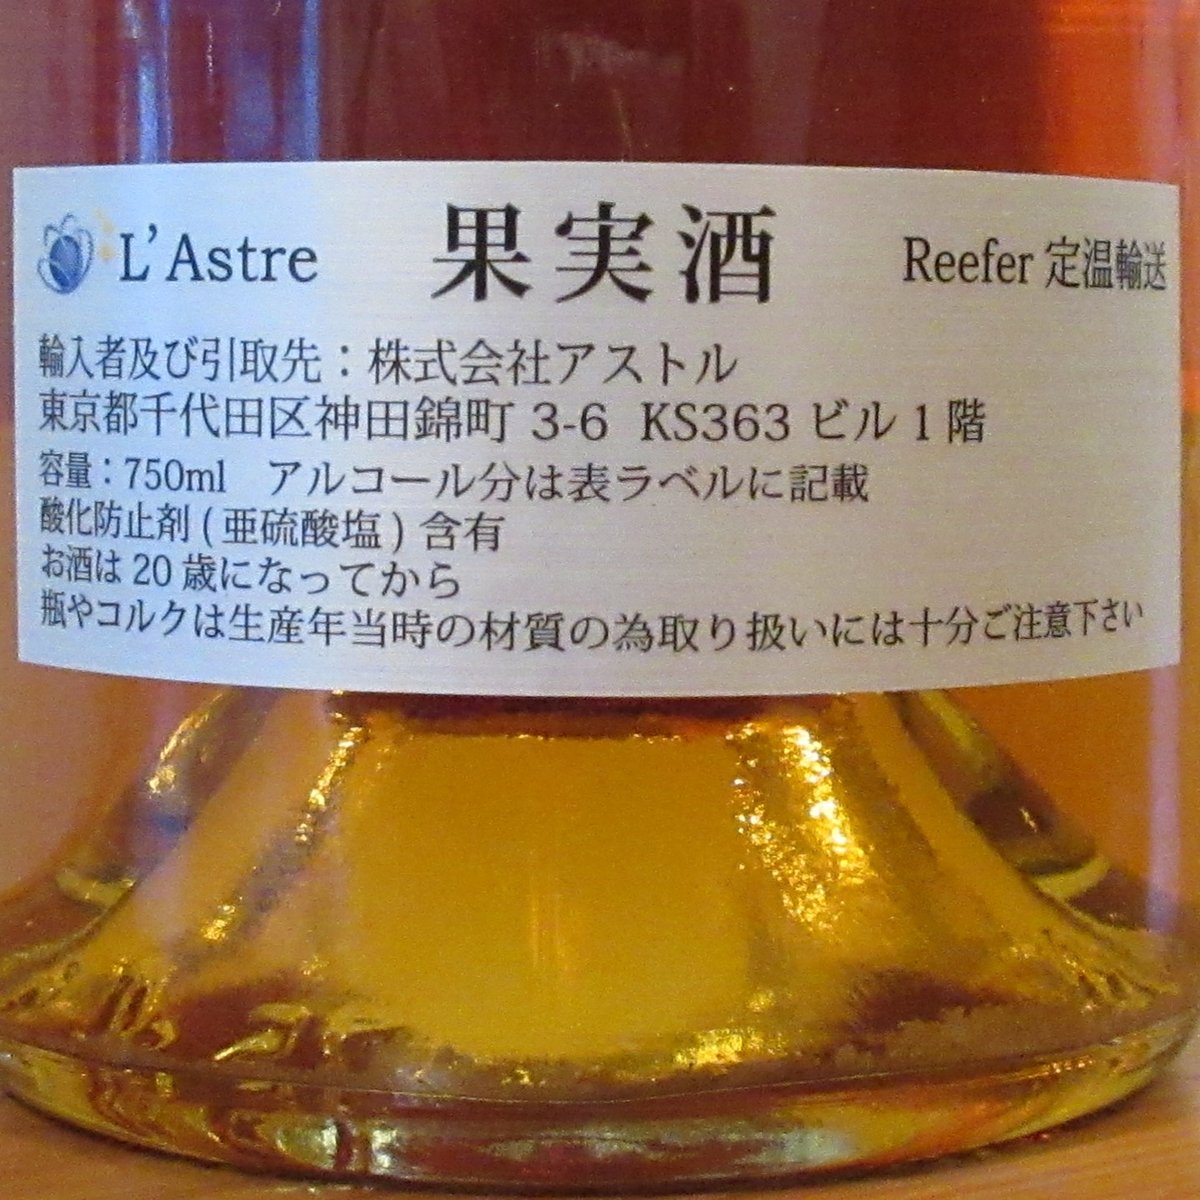 L'Astre 果実酒 Reefer 定温輸送
輸入者及び引取先：株式会社アストル
東京都千代田区神田錦町 3-6 KS363 ビル 1 階
容量：750ml アルコール分は表ラベルに記載
酸化防止剤 ( 亜硫酸塩 ) 含有
お酒は 20 歳になってから
瓶やコルクは生産年当時の材質の為取り扱いには十分ご注意下さい